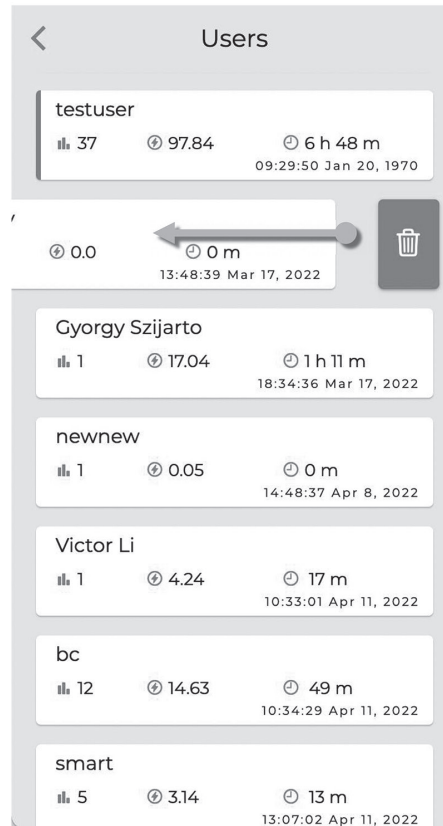 Users
testuser
37 97.84 6 h 48 m
09:29:50 Jan 20, 1970
0.0 0 m
13:48:39 Mar 17, 2022
Gyorgy Szijarto
1 17.04 1 h 11 m
18:34:36 Mar 17, 2022
newnew
1 0.05 0 m
14:48:37 Apr 8, 2022
Victor Li
1 4.24 17 m
10:33:01 Apr 11, 2022
bc
12 14.63 49 m
10:34:29 Apr 11, 2022
smart
5 3.14 13 m
13:07:02 Apr 11, 2022